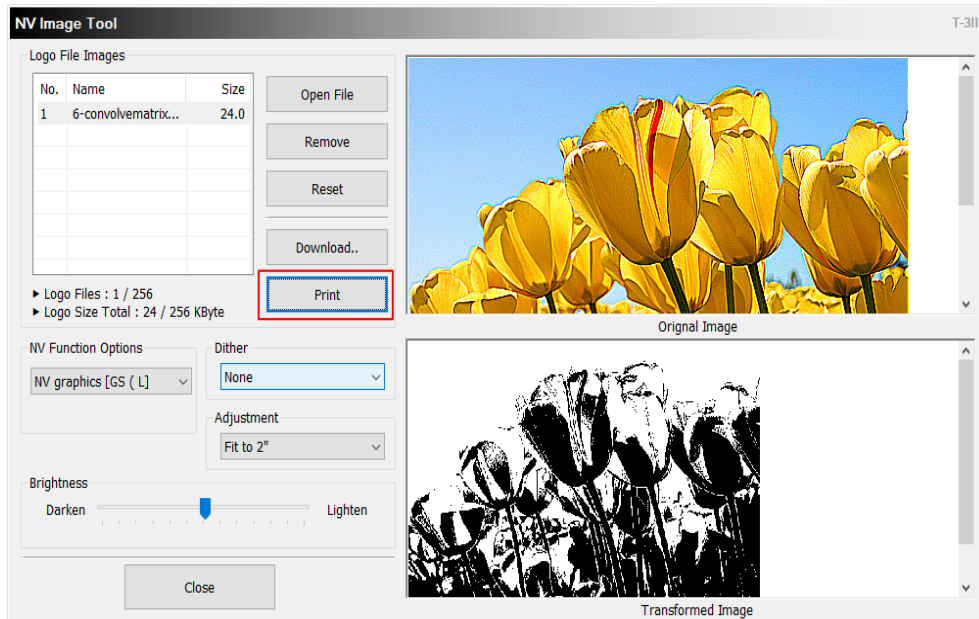 NV Image Tool
T-3II
Logo File Images
No. Name Size
1 6-convolvematrix... 24.0
Open File
Remove
Reset
Download..
Print
▶ Logo Files : 1 / 256
▶ Logo Size Total : 24 / 256 KByte
Orignal Image
NV Function Options
NV graphics [GS ( L]
Dither
None
Adjustment
Fit to 2"
Brightness
Darken Lighten
Close
Transformed Image